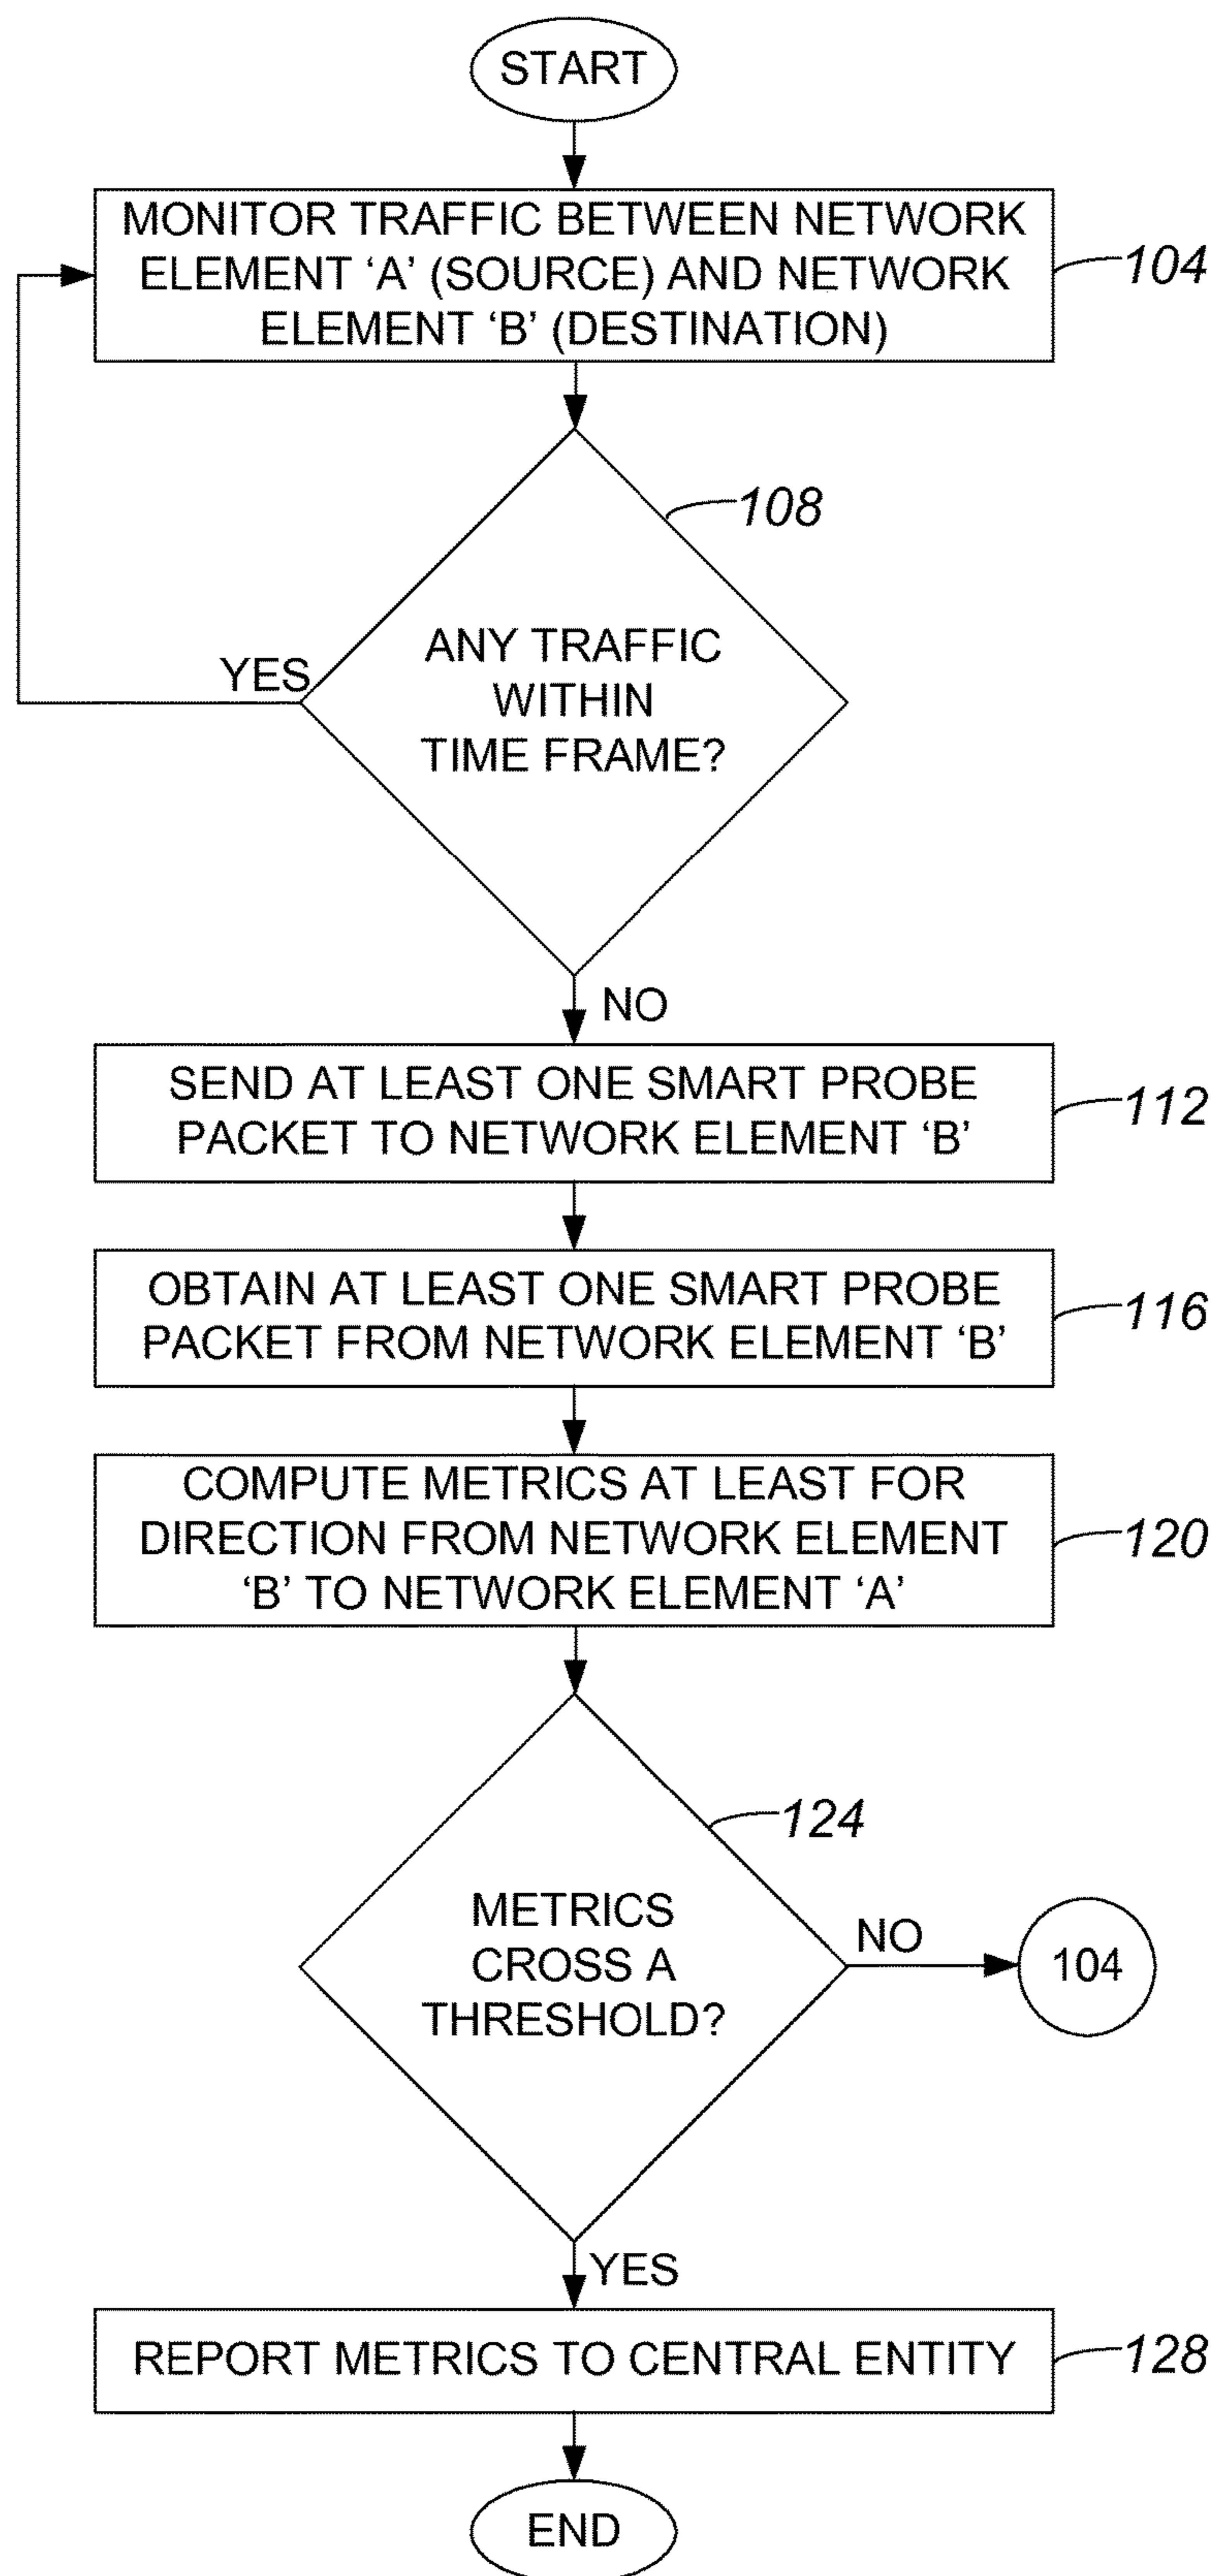 START
MONITOR TRAFFIC BETWEEN NETWORK
ELEMENT ‘A’ (SOURCE) AND NETWORK
ELEMENT ‘B’ (DESTINATION)
104
108
ANY TRAFFIC
WITHIN
TIME FRAME?
YES
NO
SEND AT LEAST ONE SMART PROBE
PACKET TO NETWORK ELEMENT ‘B’
112
OBTAIN AT LEAST ONE SMART PROBE
PACKET FROM NETWORK ELEMENT ‘B’
116
COMPUTE METRICS AT LEAST FOR
DIRECTION FROM NETWORK ELEMENT
‘B’ TO NETWORK ELEMENT ‘A’
120
124
METRICS
CROSS A
THRESHOLD?
NO
104
YES
REPORT METRICS TO CENTRAL ENTITY
128
END